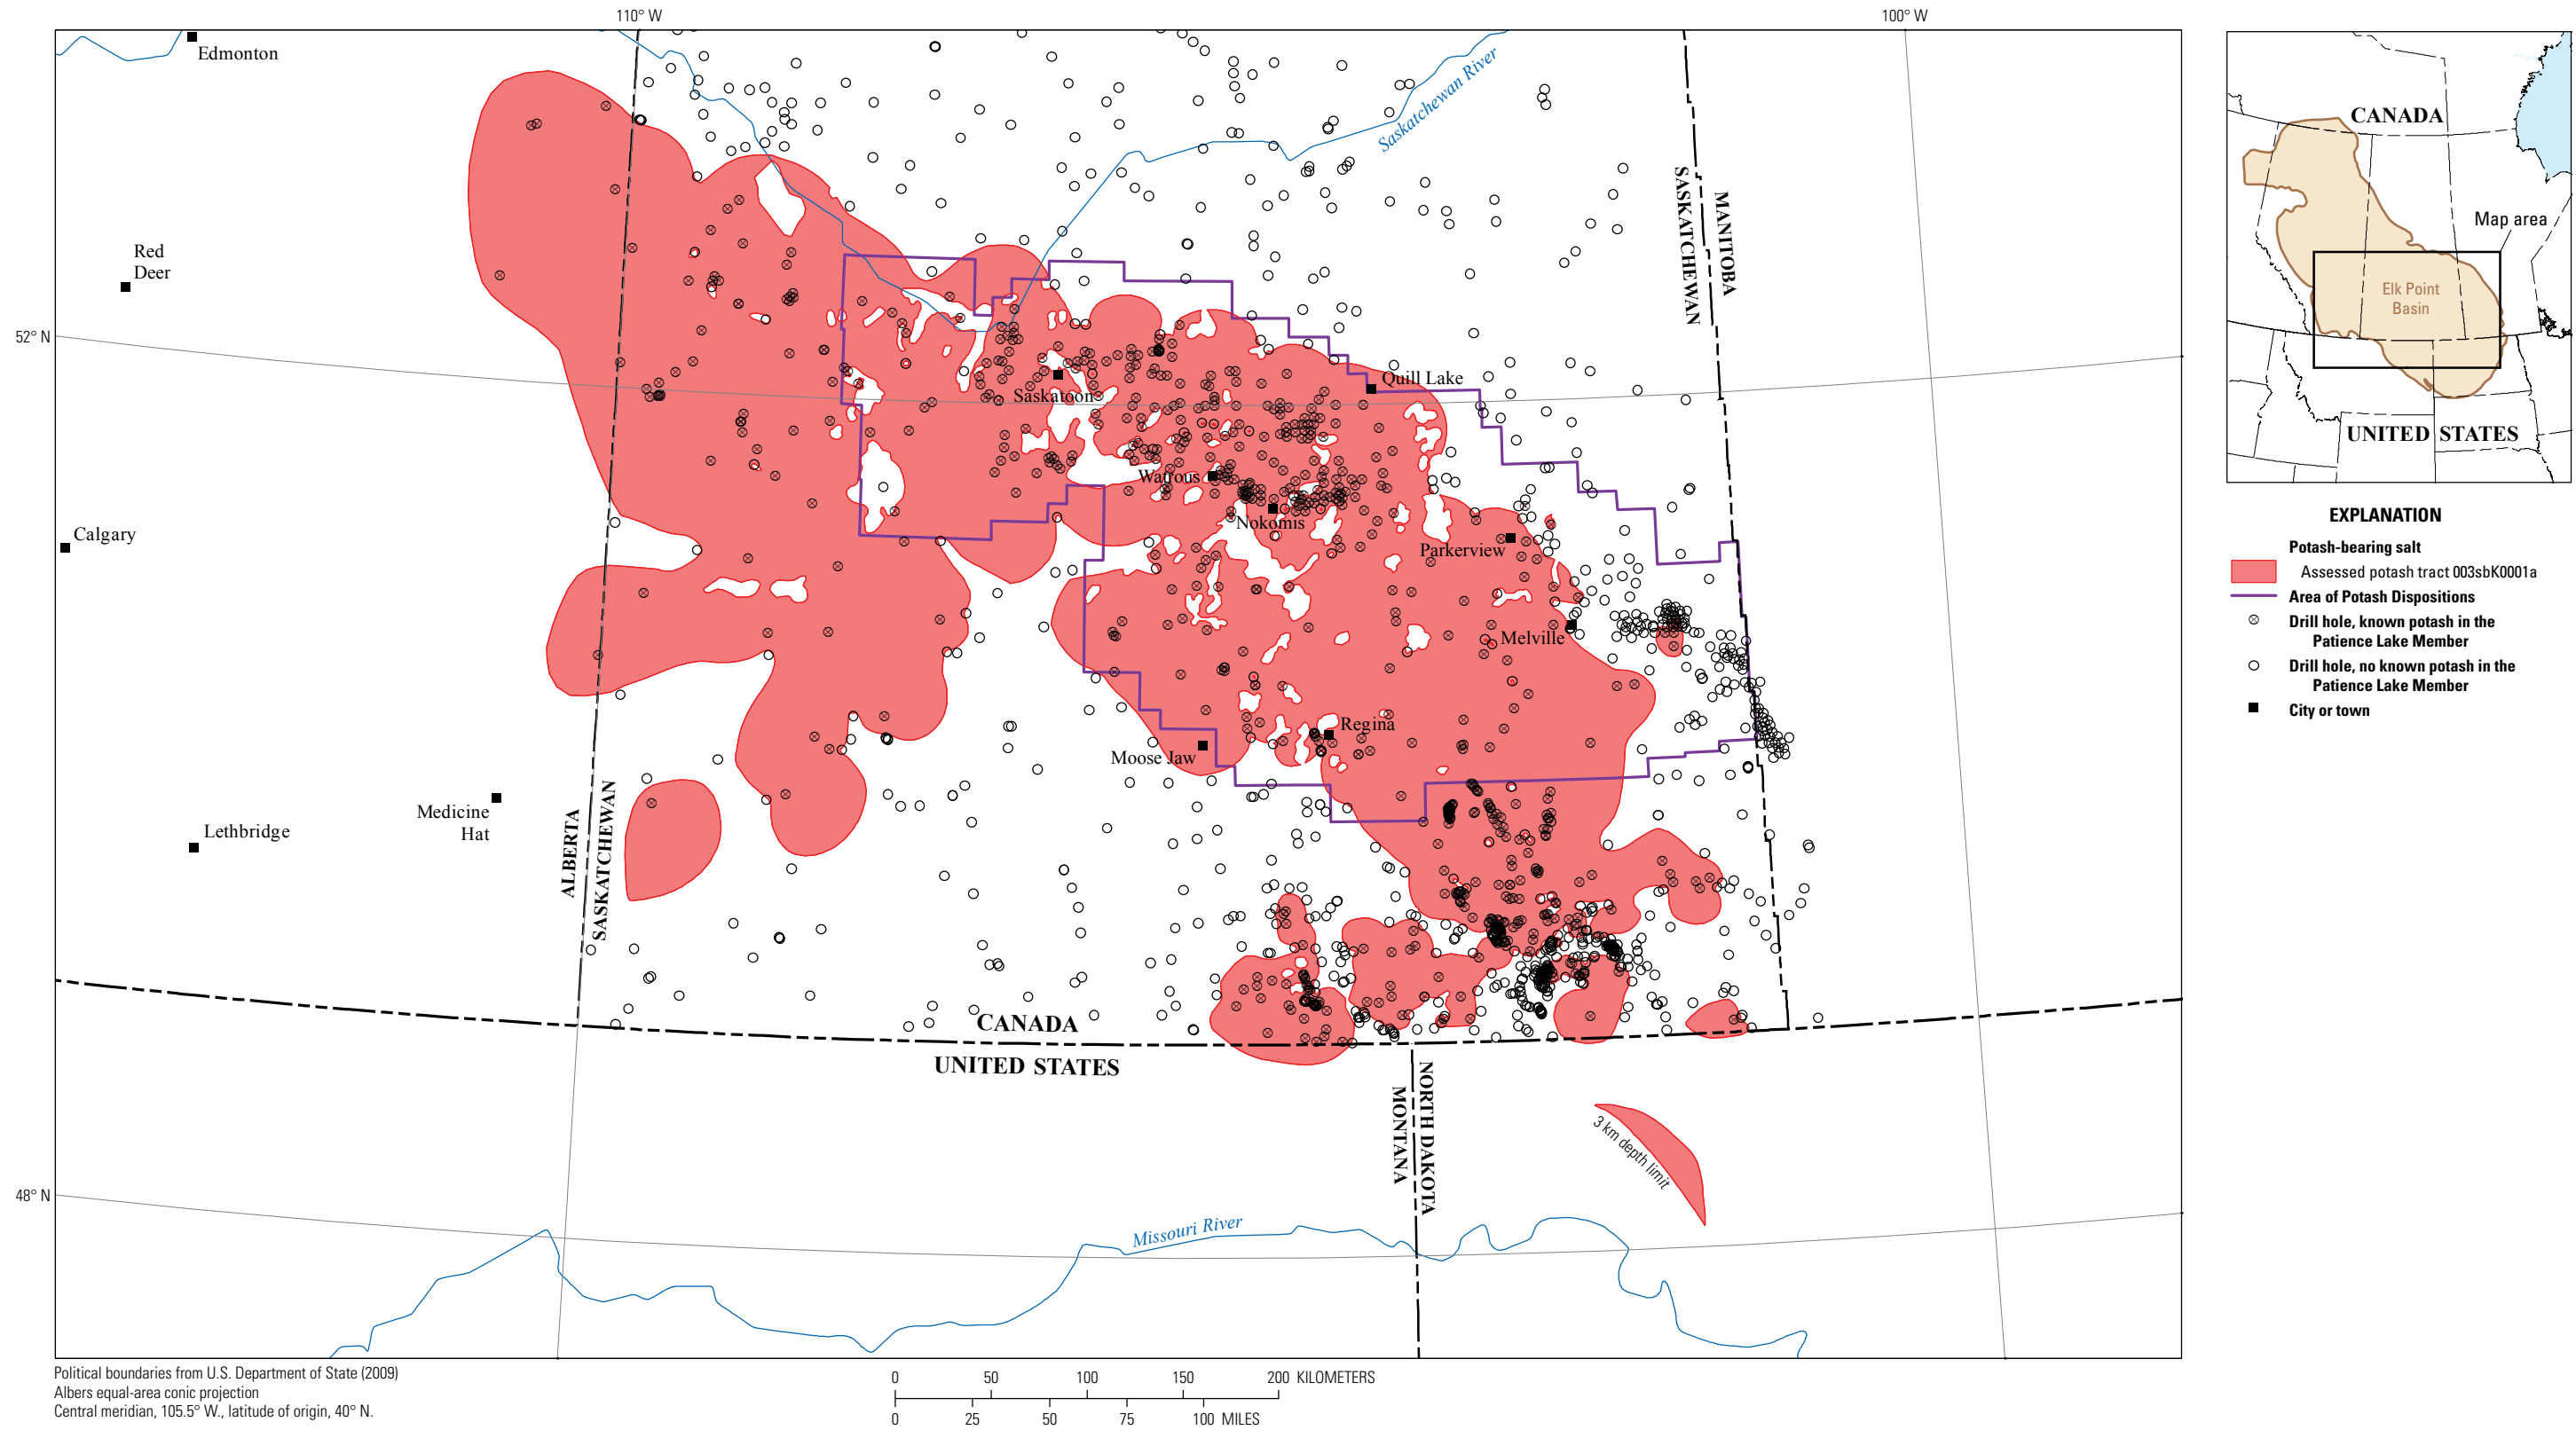 110° W
100° W
Edmonton
Saskatchewan River
CANADA
SASKATCHEWAN
MANITOBA
Map area
Red
Deer
Elk Point
Basin
52° N
Quill Lake
Saskatoon
UNITED STATES
Watrous
Nokomis
EXPLANATION
Calgary
Parkerview
Potash-bearing salt
Assessed potash tract 003sbK0001a
Area of Potash Dispositions
Drill hole, known potash in the
Patience Lake Member
Melville
Drill hole, no known potash in the
Patience Lake Member
City or town
Regina
Moose Jaw
Medicine
Hat
Lethbridge
ALBERTA
SASKATCHEWAN
CANADA
UNITED STATES
MONTANA
NORTH DAKOTA
3 km depth limit
48° N
Missouri River
Political boundaries from U.S. Department of State (2009)
Albers equal-area conic projection
Central meridian, 105.5° W., latitude of origin, 40° N.
0 50 100 150 200 KILOMETERS
0 25 50 75 100 MILES